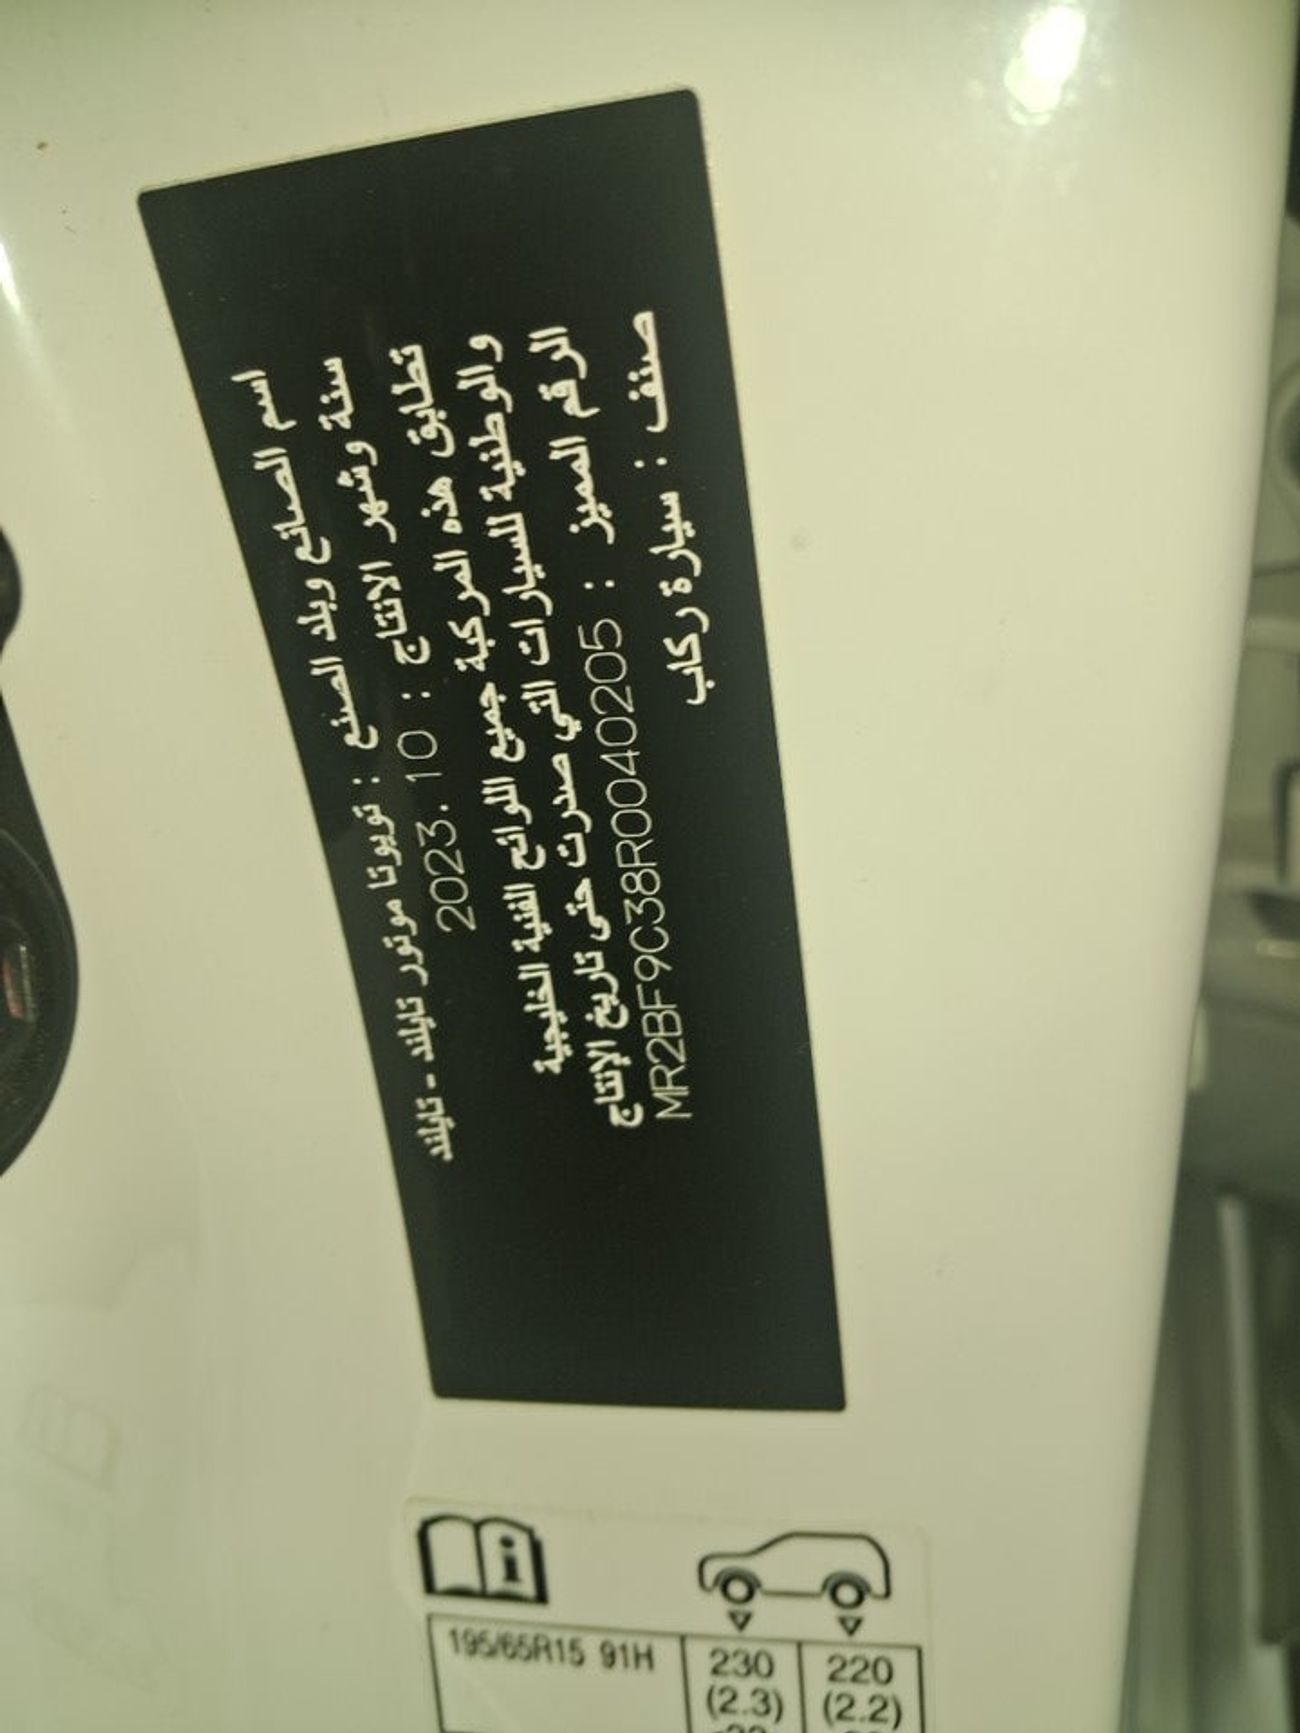 اسم الصانع وبلد الصنع : تويوتا موتور تايلند - تايلند
سنة وشهر الانتاج : 2023.10
تطابق هذه المركبة جميع اللوائح الفنية الخليجية
والوطنية للسيارات التي صدرت حتى تاريخ الإنتاج
الرقم المميز : MR2BF9C38R0040205
صنف : سيارة ركاب
i
195/65R15 91H 230 220
(2.3) (2.2)